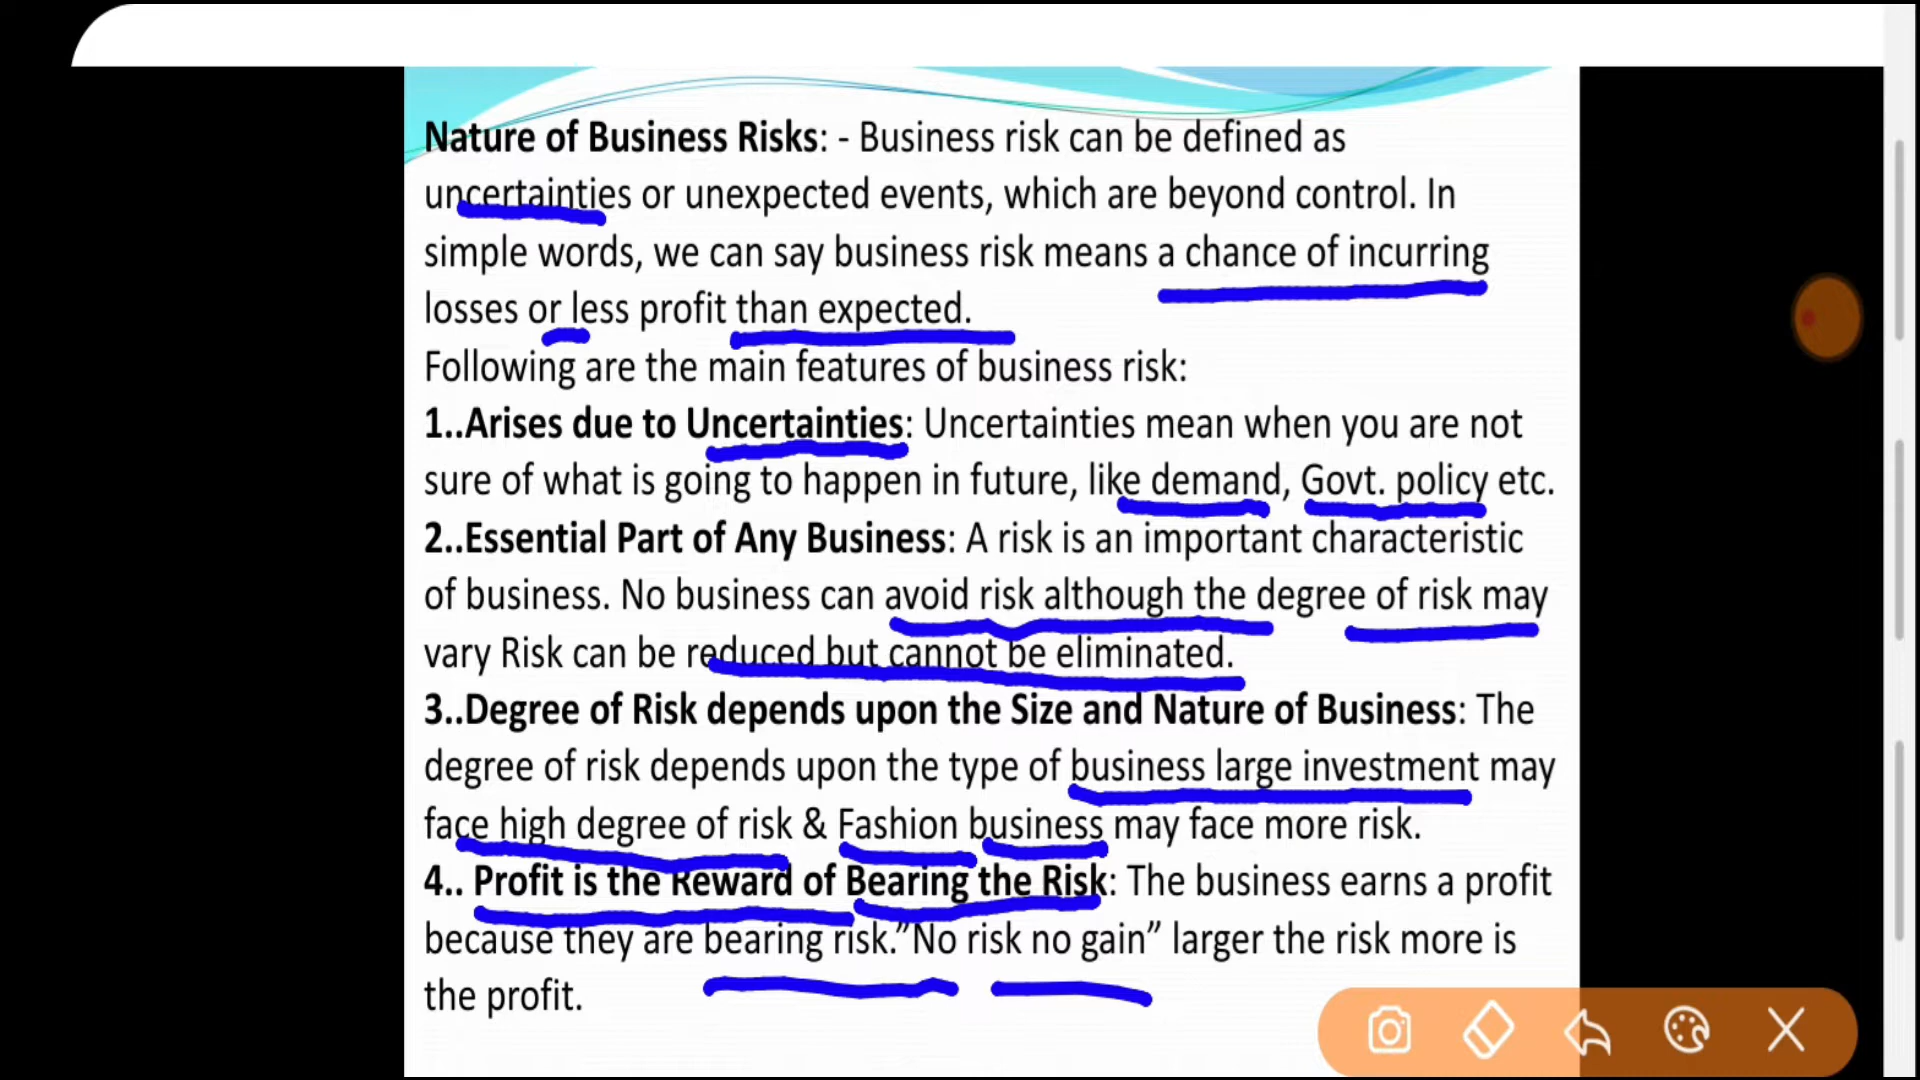 Nature of Business Risks: - Business risk can be defined as
uncertainties or unexpected events, which are beyond control. In
simple words, we can say business risk means a chance of incurring
losses or less profit than expected.
Following are the main features of business risk:
1..Arises due to Uncertainties: Uncertainties mean when you are not
sure of what is going to happen in future, like demand, Govt. policy etc.
2..Essential Part of Any Business: A risk is an important characteristic
of business. No business can avoid risk although the degree of risk may
vary Risk can be reduced but cannot be eliminated.
3..Degree of Risk depends upon the Size and Nature of Business: The
degree of risk depends upon the type of business large investment may
face high degree of risk & Fashion business may face more risk.
4.. Profit is the Reward of Bearing the Risk: The business earns a profit
because they are bearing risk.”No risk no gain” larger the risk more is
the profit.